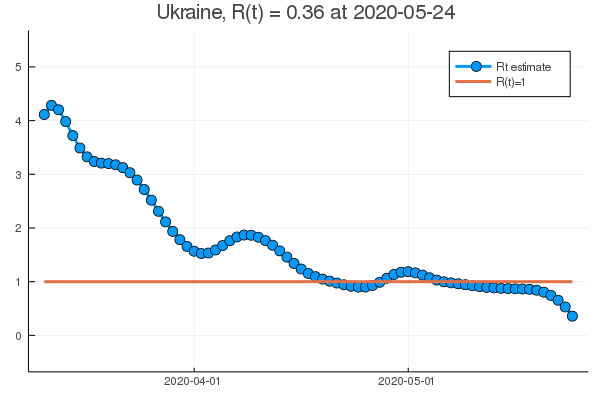 Ukraine, R(t) = 0.36 at 2020-05-24
5
4
3
2
1
0
Rt estimate
R(t)=1
2020-04-01
2020-05-01